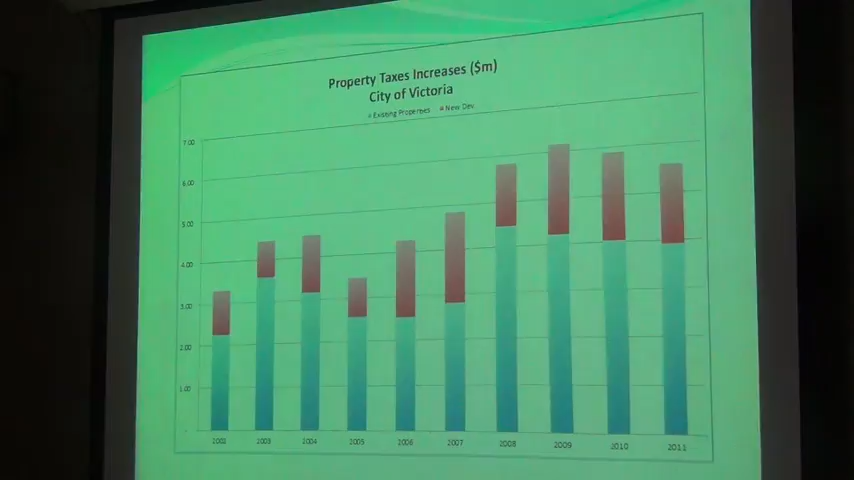 Property Taxes Increases ($m)
City of Victoria
Existing Properties New Dev
7.00
6.00
5.00
4.00
3.00
2.00
1.00
-
2002 2003 2004 2005 2006 2007 2008 2009 2010 2011